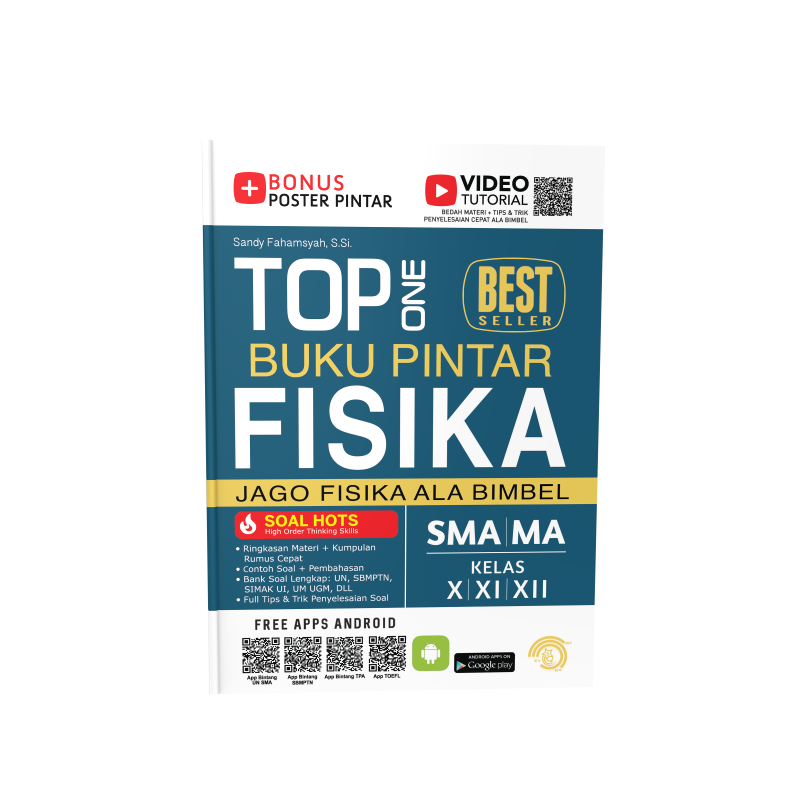 BONUS
POSTER PINTAR
VIDEO
TUTORIAL
BEDAH MATERI + TIPS & TRIK
PENYELESAIAN CEPAT ALA BIMBEL
Sandy Fahamsyah, S.Si.
TOP ONE
BEST
SELLER
BUKU PINTAR
FISIKA
JAGO FISIKA ALA BIMBEL
SOAL HOTS
High Order Thinking Skills
• Ringkasan Materi + Kumpulan
Rumus Cepat
• Contoh Soal + Pembahasan
• Bank Soal Lengkap: UN, SBMPTN,
SIMAK UI, UM UGM, DLL
• Full Tips & Trik Penyelesaian Soal
SMA|MA
KELAS
X|XI|XII
FREE APPS ANDROID
App Bintang
UN SMA
App Bintang
SBMPTN
App Bintang TPA
App TOEFL
ANDROID APPS ON
Google play